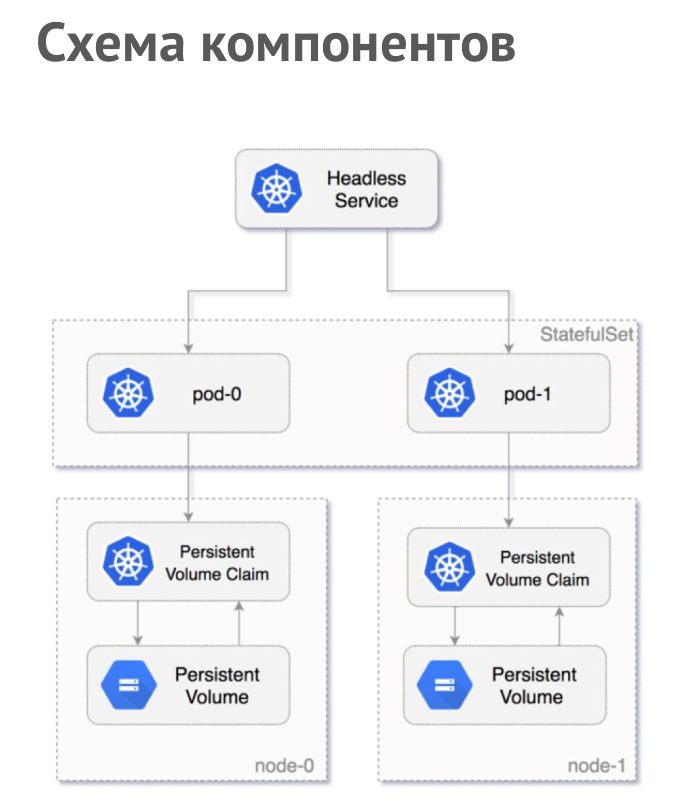 Схема компонентов
Headless
Service
StatefulSet
pod-0
pod-1
Persistent
Volume Claim
Persistent
Volume Claim
Persistent
Volume
Persistent
Volume
node-0
node-1